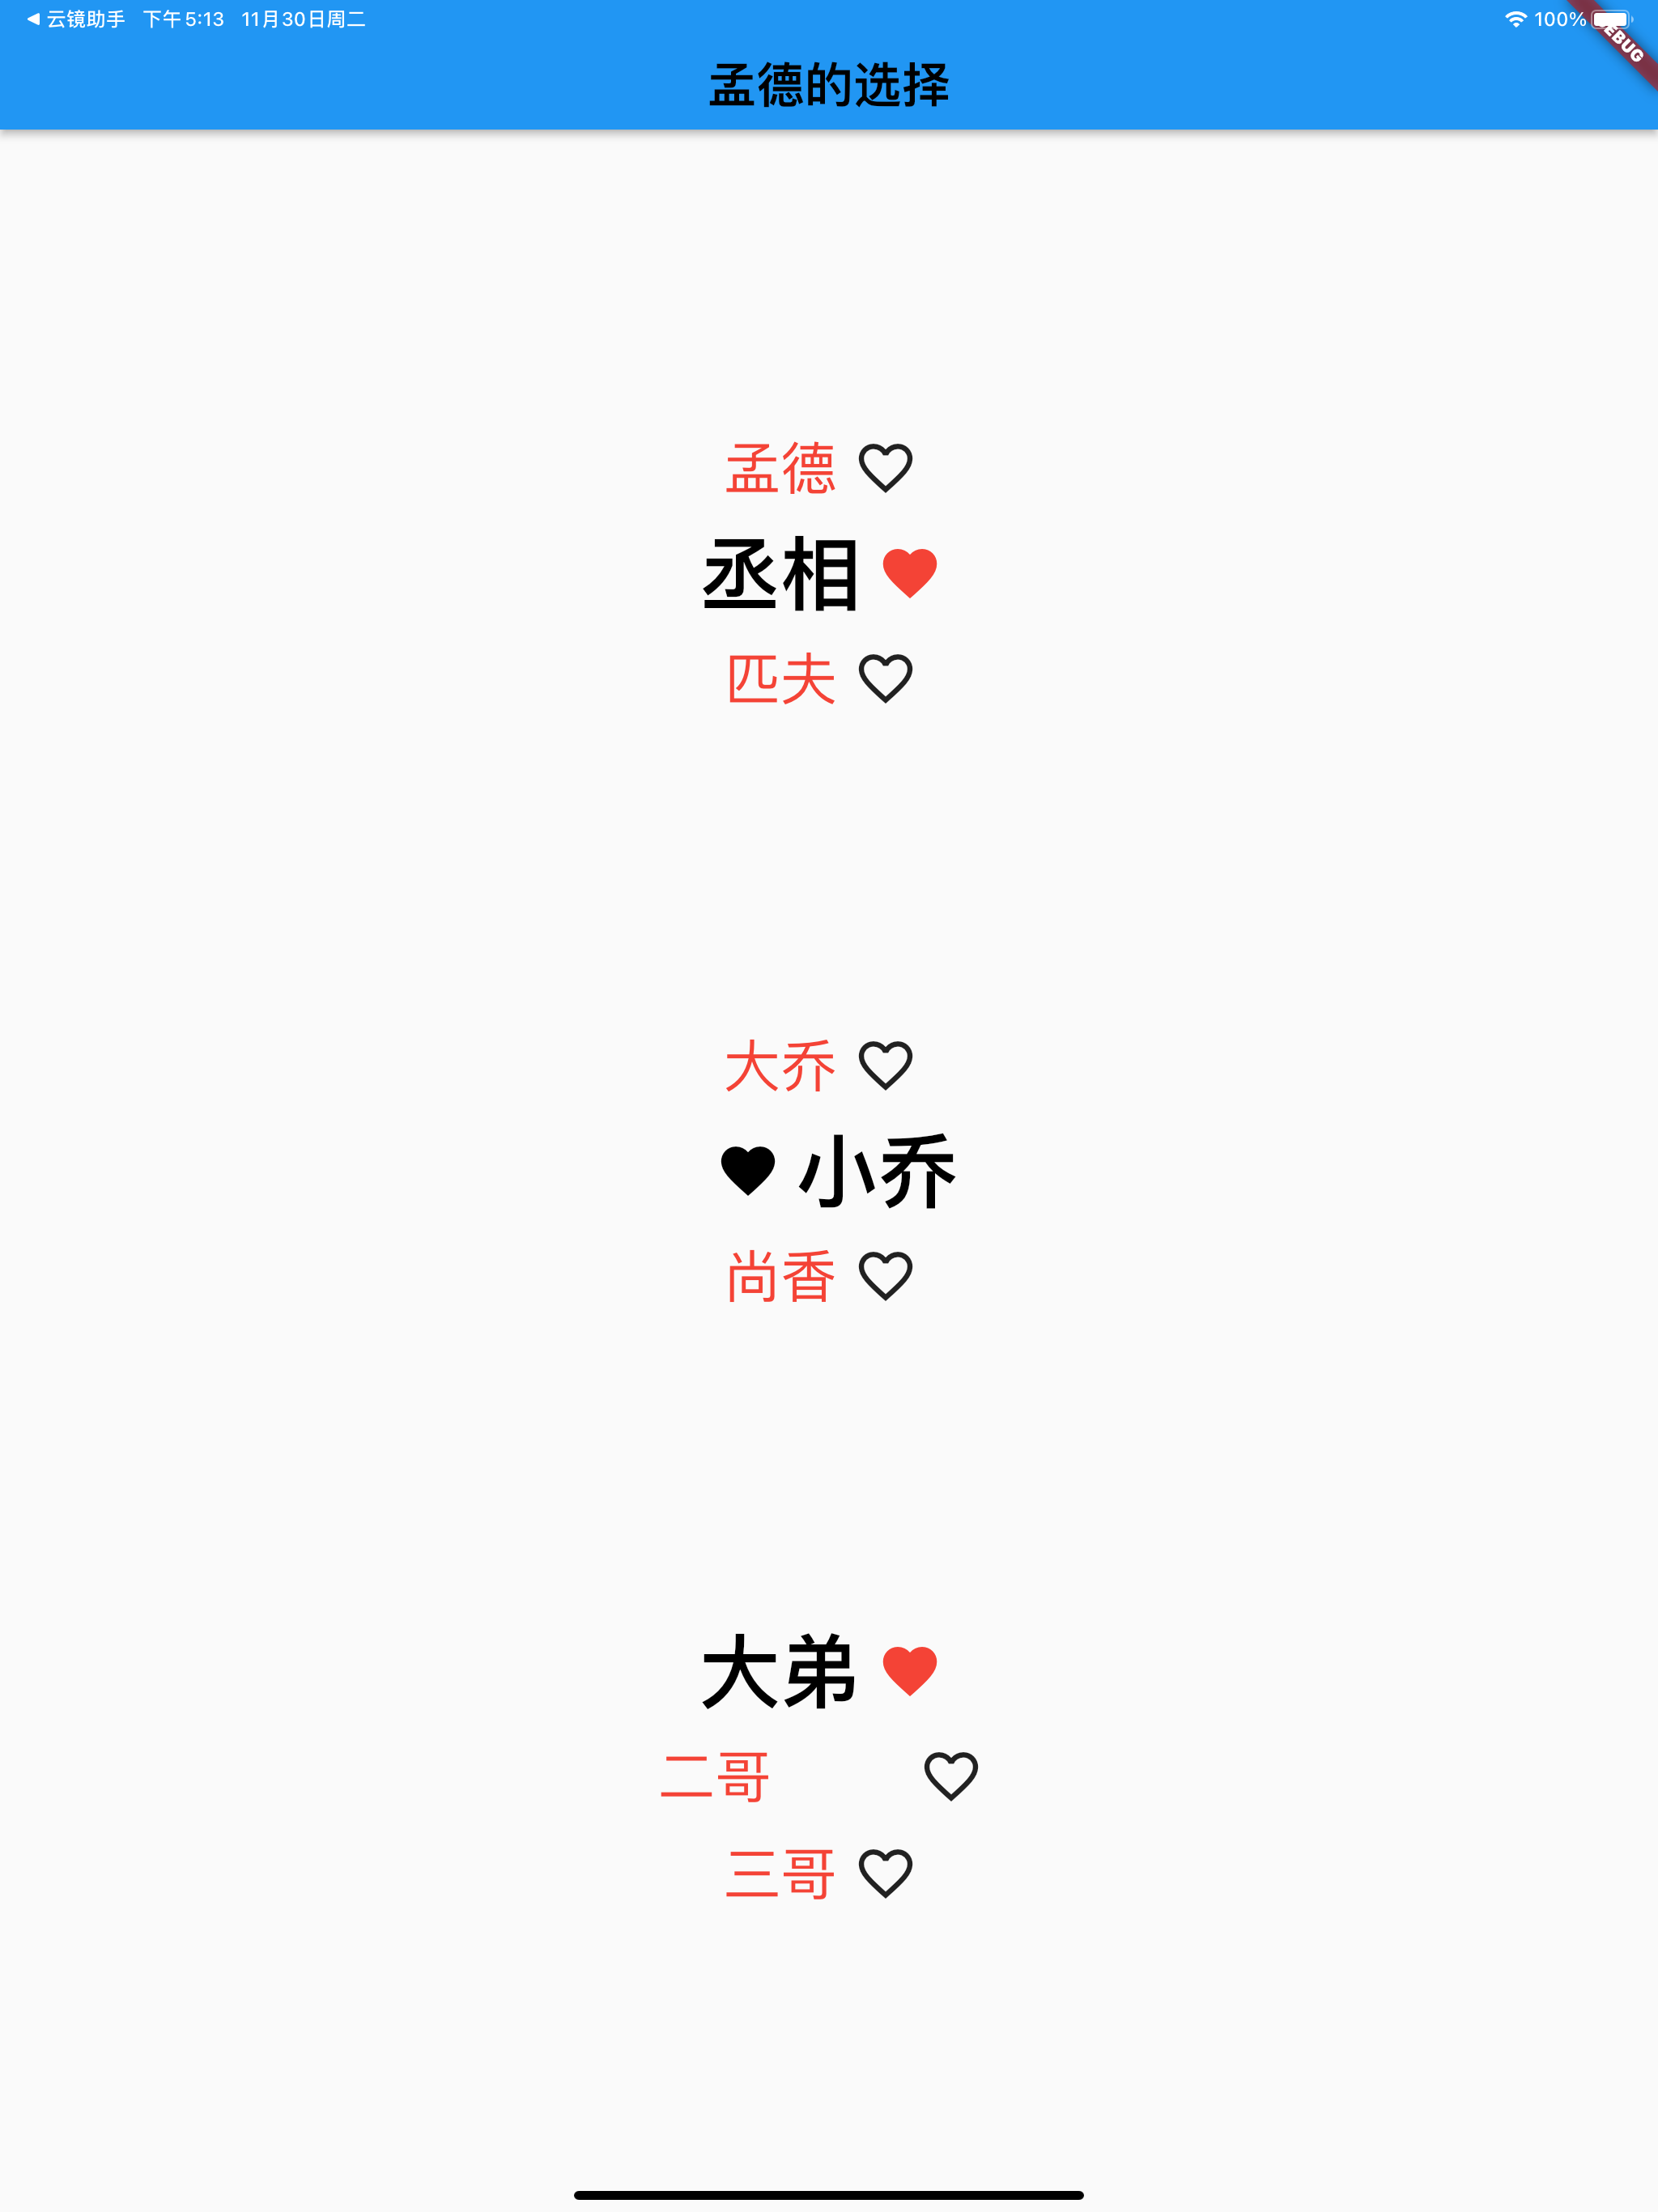 云镜助手 下午5:13 11月30日周二 100%
EBUG
孟德的选择
孟德
丞相
匹夫
大乔
小乔
尚香
大弟
二哥
三哥